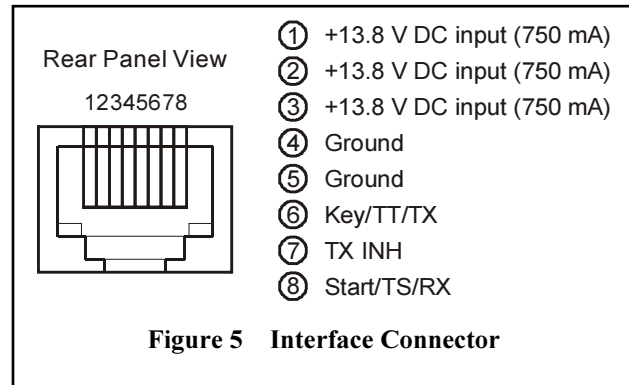 Rear Panel View
12345678
1 +13.8 V DC input (750 mA)
2 +13.8 V DC input (750 mA)
3 +13.8 V DC input (750 mA)
4 Ground
5 Ground
6 Key/TT/TX
7 TX INH
8 Start/TS/RX
Figure 5 Interface Connector